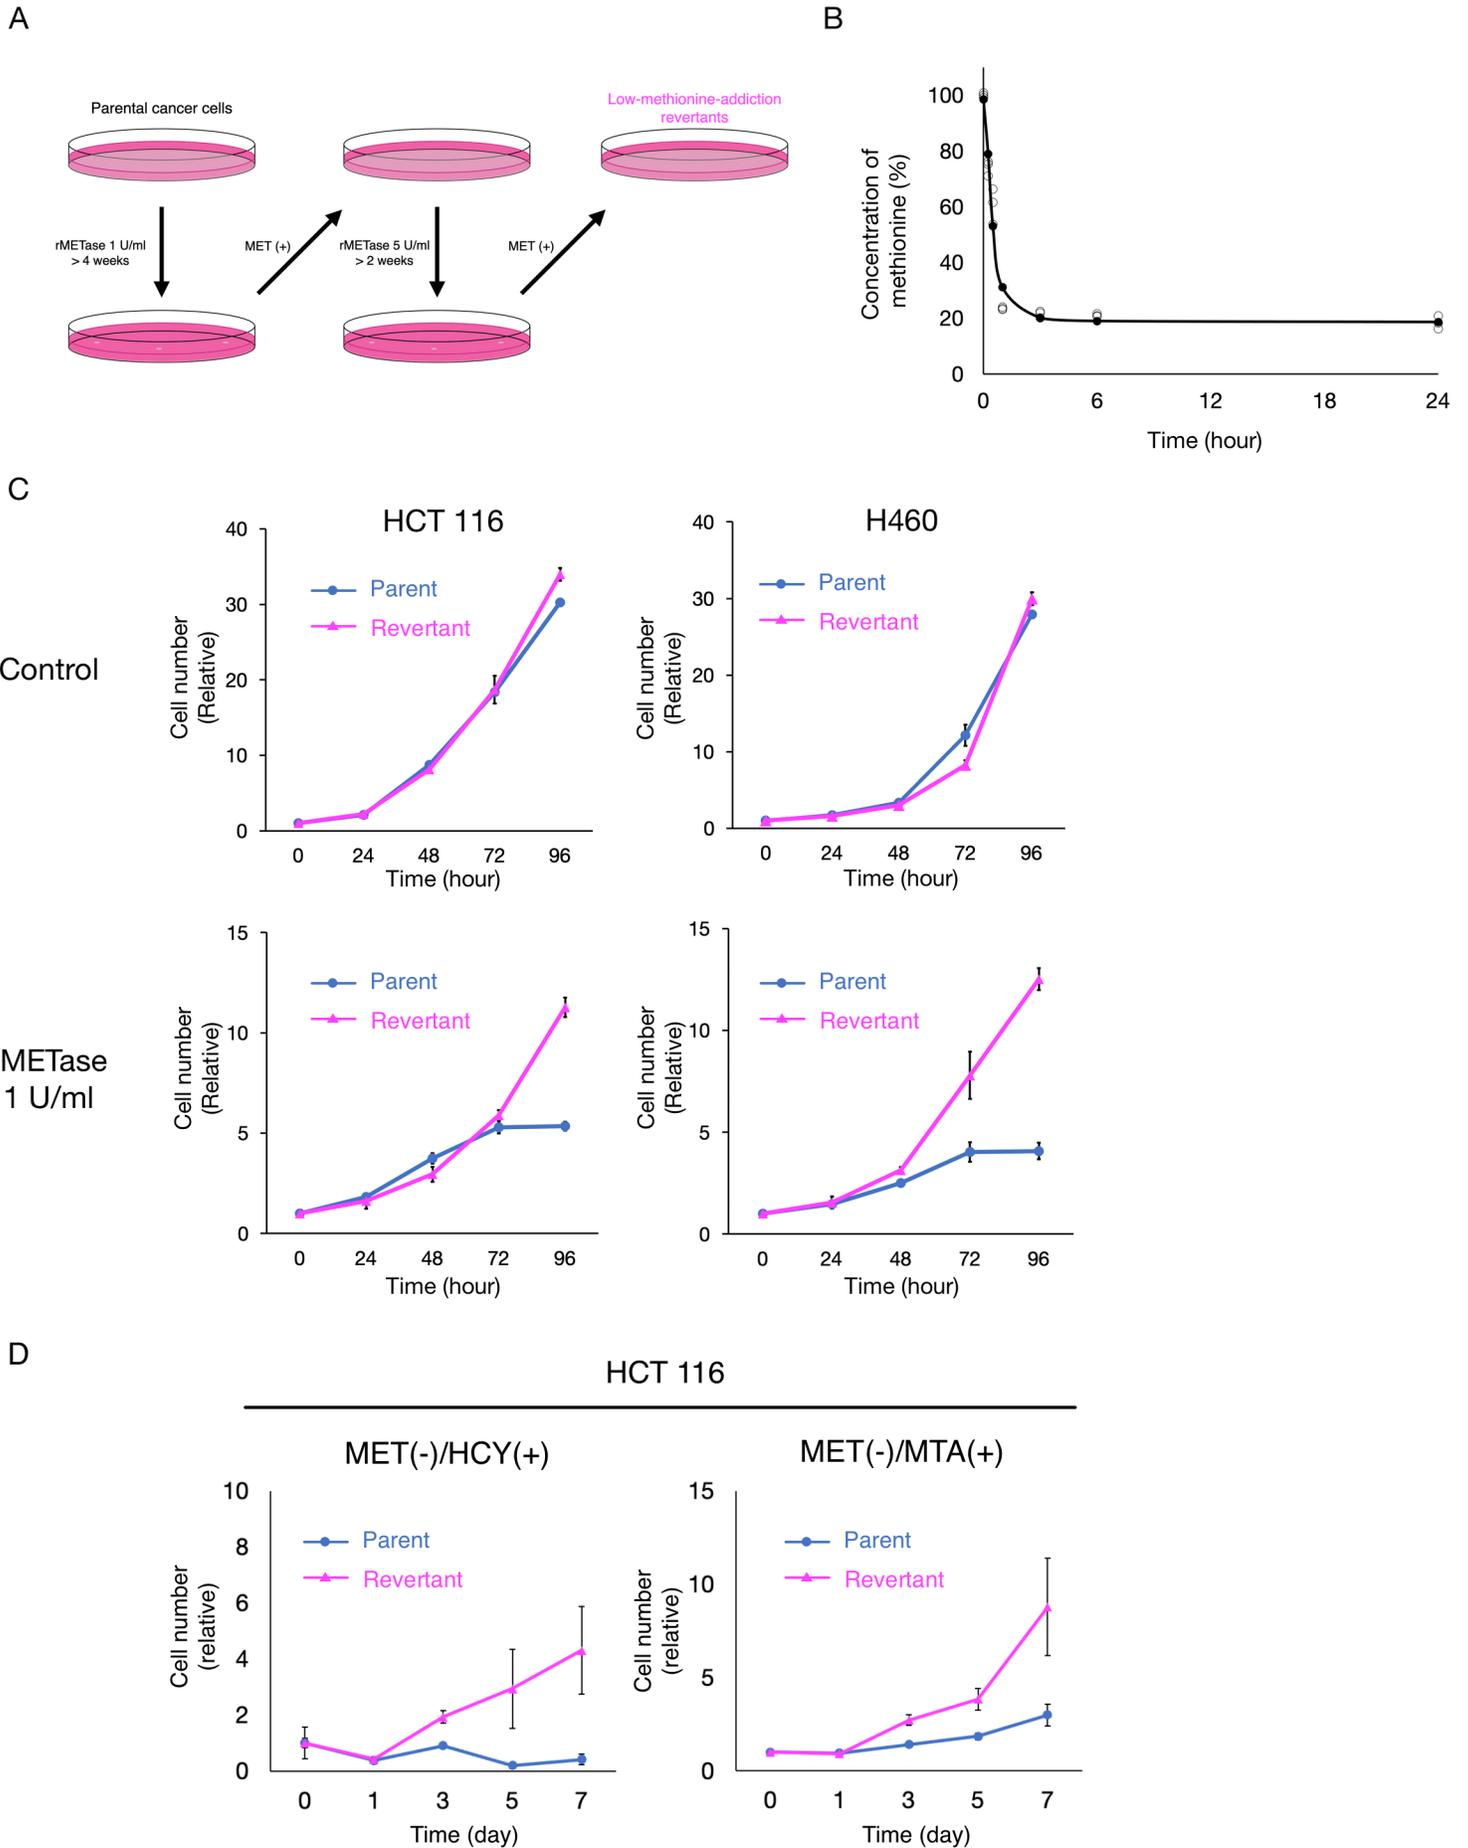 A
Parental cancer cells
Low-methionine-addiction
revertants
rMETase 1 U/ml
> 4 weeks
MET (+)
rMETase 5 U/ml
> 2 weeks
MET (+)
B
Concentration of
methionine (%)
100
80
60
40
20
0
0 6 12 18 24
Time (hour)
C
Control
HCT 116
Parent
Revertant
Cell number
(Relative)
40
30
20
10
0
0 24 48 72 96
Time (hour)
H460
Parent
Revertant
Cell number
(Relative)
40
30
20
10
0
0 24 48 72 96
Time (hour)
METase
1 U/ml
Parent
Revertant
Cell number
(Relative)
15
10
5
0
0 24 48 72 96
Time (hour)
Parent
Revertant
Cell number
(Relative)
15
10
5
0
0 24 48 72 96
Time (hour)
D
HCT 116
MET(-)/HCY(+)
Parent
Revertant
Cell number
(relative)
10
8
6
4
2
0
0 1 3 5 7
Time (day)
MET(-)/MTA(+)
Parent
Revertant
Cell number
(relative)
15
10
5
0
0 1 3 5 7
Time (day)